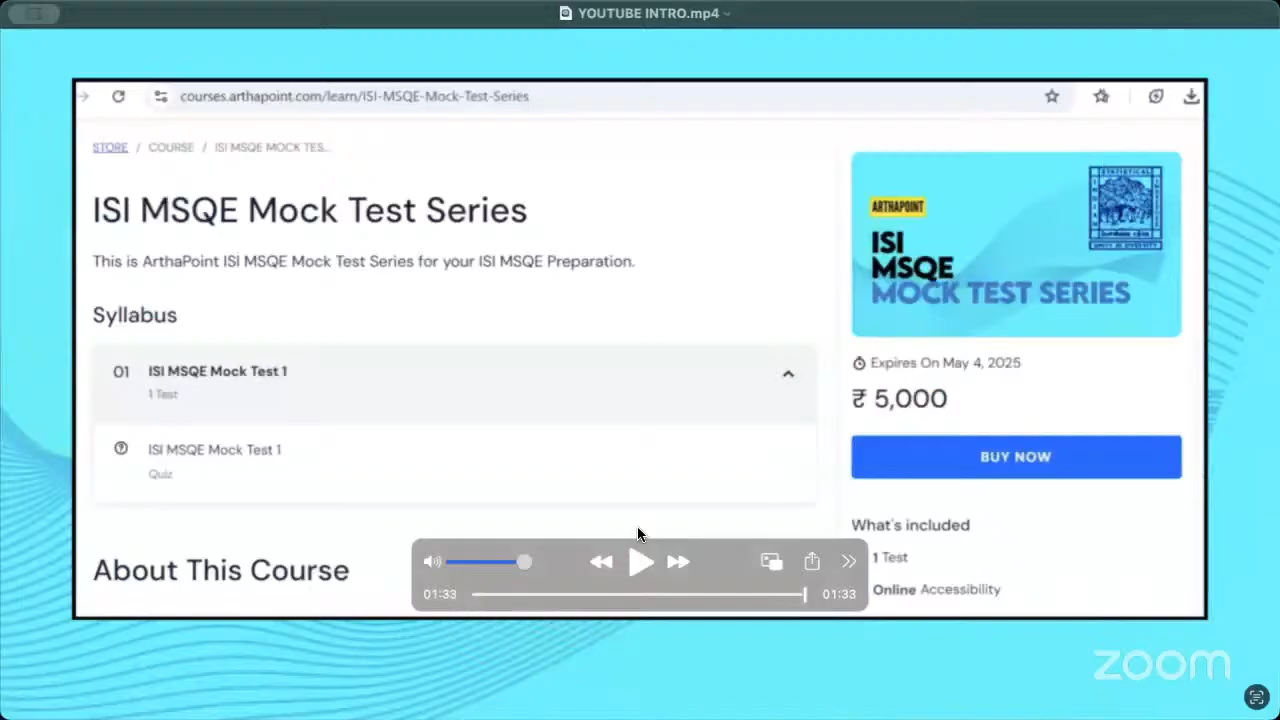 YOUTUBE INTRO.mp4
courses.arthapoint.com/learn/ISI-MSQE-Mock-Test-Series
STORE / COURSE / ISI MSQE MOCK TES...
ISI MSQE Mock Test Series
This is ArthaPoint ISI MSQE Mock Test Series for your ISI MSQE Preparation.
Syllabus
01 ISI MSQE Mock Test 1
1 Test
ISI MSQE Mock Test 1
Quiz
About This Course
ARTHAPOINT
ISI
MSQE
MOCK TEST SERIES
Expires On May 4, 2025
₹ 5,000
BUY NOW
What's included
1 Test
Online Accessibility
01:33
01:33
zoom